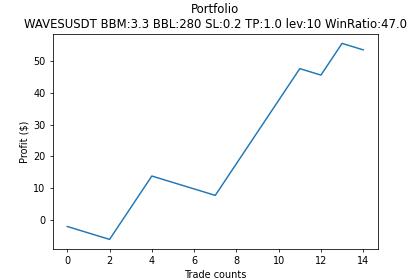 Portfolio
WAVESUSDT BBM:3.3 BBL:280 SL:0.2 TP:1.0 lev:10 WinRatio:47.0
50
40
30
20
10
0
Profit ($)
0 2 4 6 8 10 12 14
Trade counts